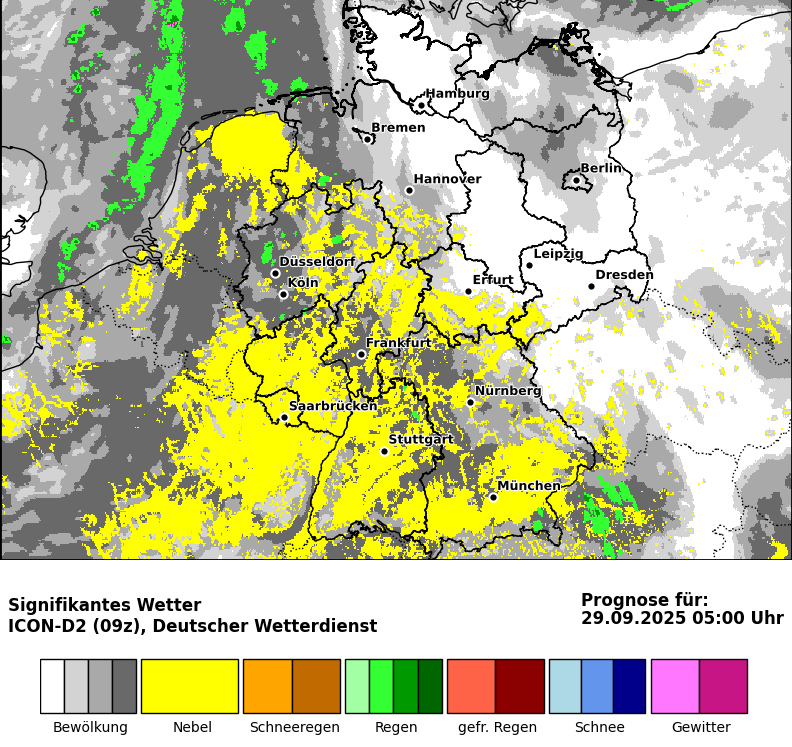 Hamburg
Bremen
Hannover
Berlin
Leipzig
Düsseldorf
Köln
Erfurt
Dresden
Frankfurt
Nürnberg
Saarbrücken
Stuttgart
München
Signifikantes Wetter
ICON-D2 (09z), Deutscher Wetterdienst
Prognose für:
29.09.2025 05:00 Uhr
Bewölkung Nebel Schneeregen Regen gefr. Regen Schnee Gewitter